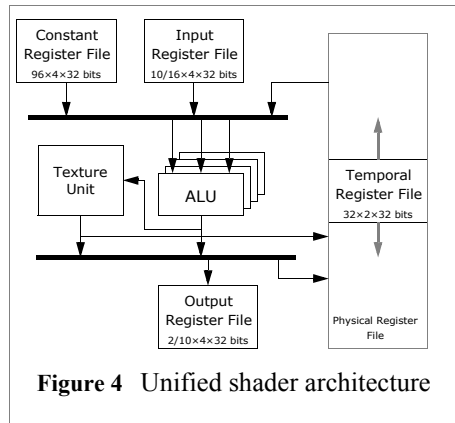 Constant
Register File
96×4×32 bits
Input
Register File
10/16×4×32 bits
Texture
Unit
ALU
Temporal
Register File
32×2×32 bits
Output
Register File
2/10×4×32 bits
Physical Register
File
Figure 4 Unified shader architecture